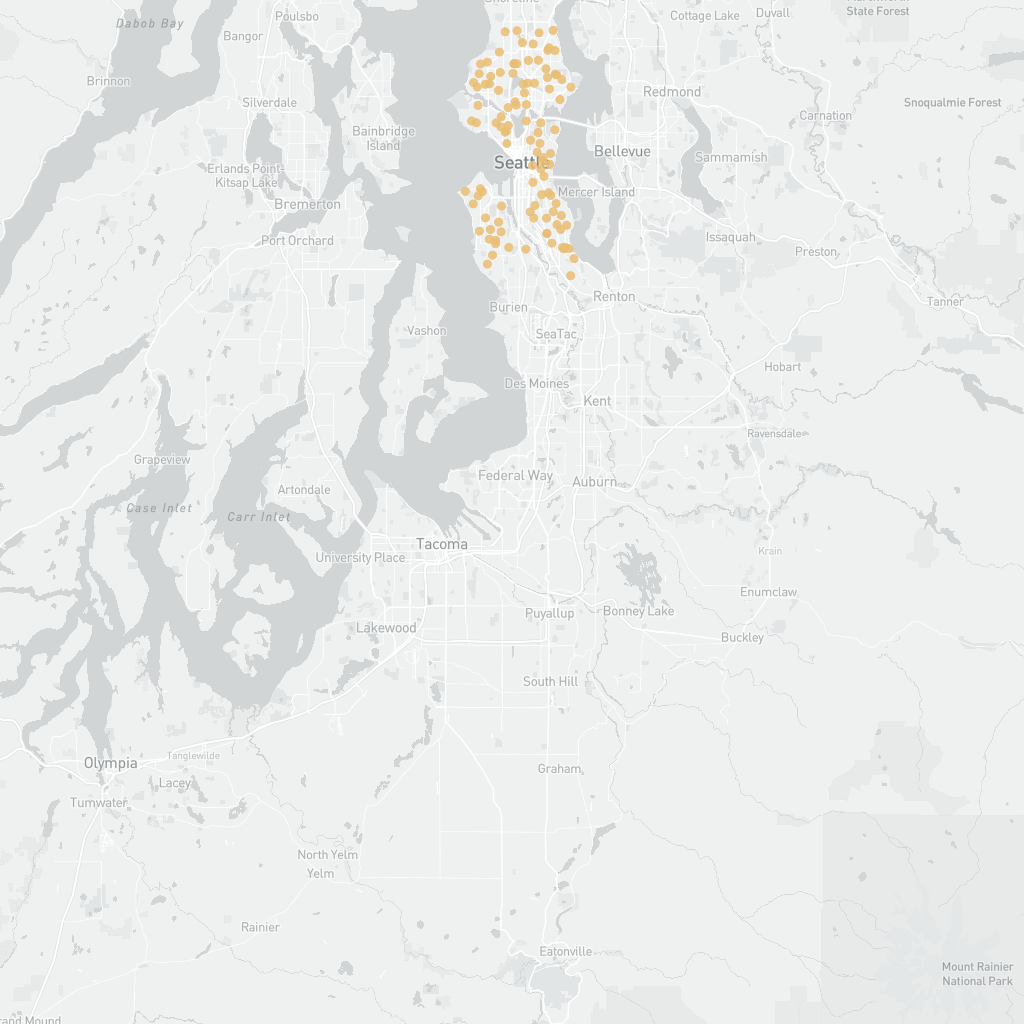 Shoreline
State Forest
Poulsbo
Cottage Lake
Duvall
Dabob Bay
Bangor
Brinnon
Silverdale
Redmond
Snoqualmie Forest
Carnation
Bainbridge
Island
Seattle
Bellevue
Sammamish
Erlands Point-
Kitsap Lake
Mercer Island
Bremerton
Port Orchard
Issaquah
Preston
Renton
Tanner
Burien
Vashon
SeaTac
Hobart
Des Moines
Kent
Ravensdale
Grapeview
Federal Way
Auburn
Artondale
Case Inlet
Carr Inlet
Tacoma
University Place
Krain
Enumclaw
Puyallup
Bonney Lake
Lakewood
Buckley
South Hill
Tanglewilde
Olympia
Graham
Lacey
Tumwater
North Yelm
Yelm
Rainier
Eatonville
Mount Rainier
National Park
Mound